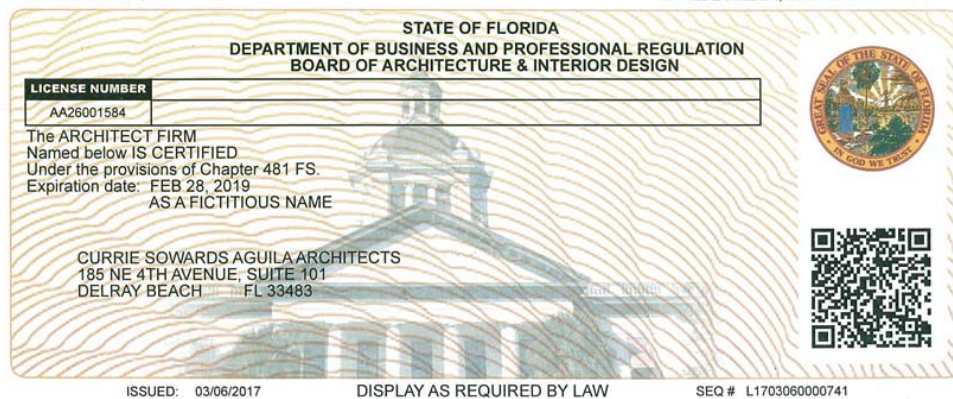 STATE OF FLORIDA
DEPARTMENT OF BUSINESS AND PROFESSIONAL REGULATION
BOARD OF ARCHITECTURE & INTERIOR DESIGN
LICENSE NUMBER
AA26001584
The ARCHITECT FIRM
Named below IS CERTIFIED
Under the provisions of Chapter 481 FS.
Expiration date: FEB 28, 2019
AS A FICTITIOUS NAME
CURRIE SOWARDS AGUILA ARCHITECTS
185 NE 4TH AVENUE, SUITE 101
DELRAY BEACH FL 33483
GREAT SEAL OF THE STATE OF FLORIDA
IN GOD WE TRUST
ISSUED: 03/06/2017
DISPLAY AS REQUIRED BY LAW
SEQ # L1703060000741